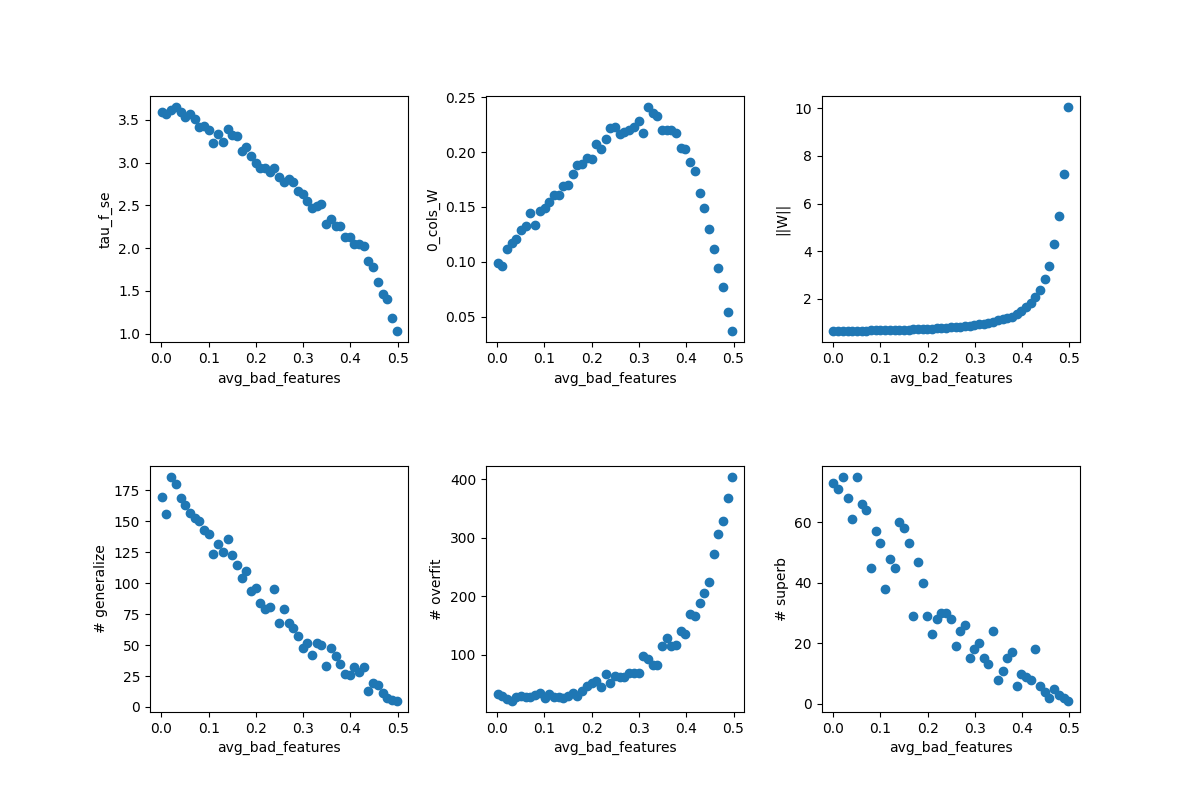 3.5
3.0
2.5
2.0
1.5
1.0
tau_f_se
0.0 0.1 0.2 0.3 0.4 0.5
avg_bad_features
0.25
0.20
0.15
0.10
0.05
0_cols_W
0.0 0.1 0.2 0.3 0.4 0.5
avg_bad_features
10
8
6
4
2
||W||
0.0 0.1 0.2 0.3 0.4 0.5
avg_bad_features
175
150
125
100
75
50
25
0
# generalize
0.0 0.1 0.2 0.3 0.4 0.5
avg_bad_features
400
300
200
100
# overfit
0.0 0.1 0.2 0.3 0.4 0.5
avg_bad_features
60
40
20
0
# superb
0.0 0.1 0.2 0.3 0.4 0.5
avg_bad_features